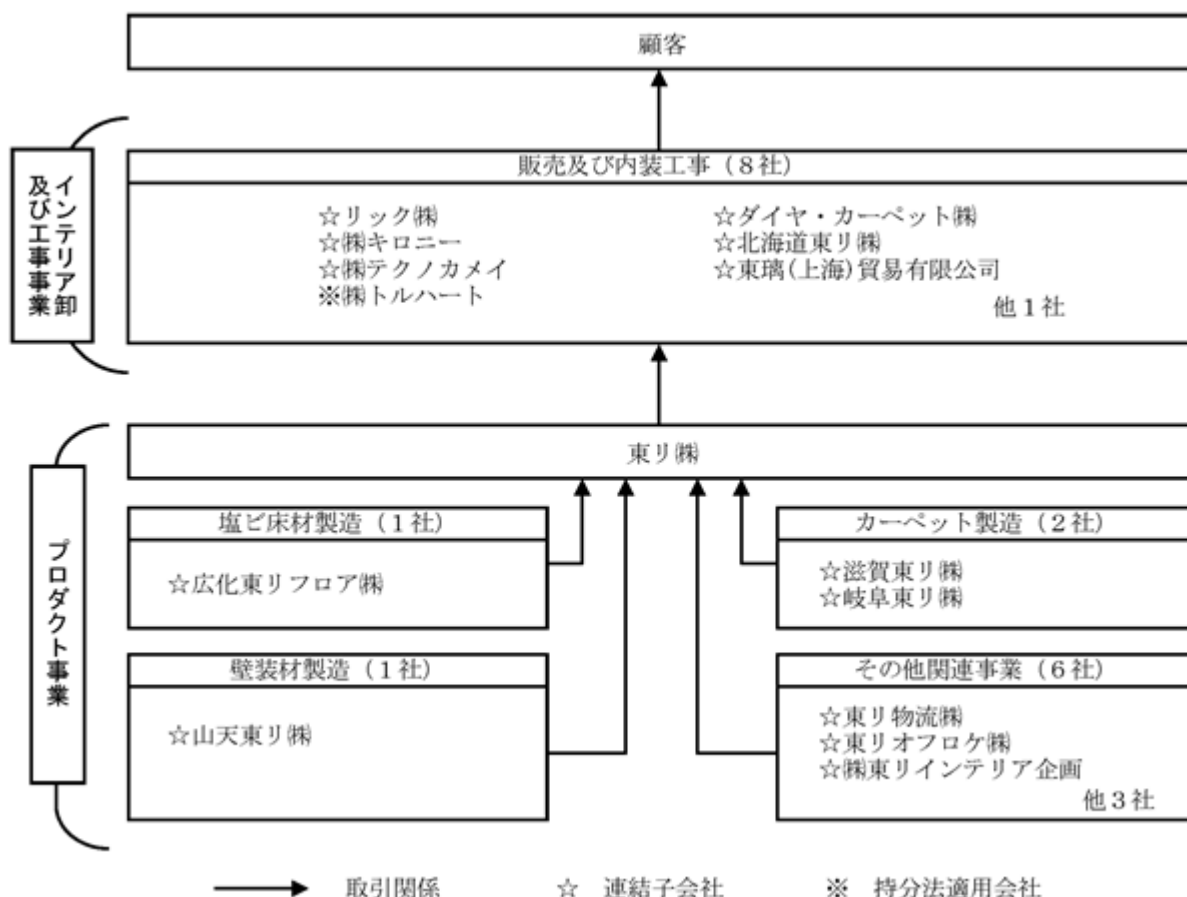 顧客
インテリア卸
及び工事事業
販売及び内装工事（８社）
☆リック㈱
☆㈱キロニー
☆㈱テクノカメイ
※㈱トルハート
☆ダイヤ・カーペット㈱
☆北海道東リ㈱
☆東璃(上海)貿易有限公司
他１社
プロダクト事業
東リ㈱
塩ビ床材製造（１社）
☆広化東リフロア㈱
カーペット製造（２社）
☆滋賀東リ㈱
☆岐阜東リ㈱
壁装材製造（１社）
☆山天東リ㈱
その他関連事業（６社）
☆東リ物流㈱
☆東リオフロケ㈱
☆㈱東リインテリア企画
他３社
取引関係 ☆ 連結子会社 ※ 持分法適用会社